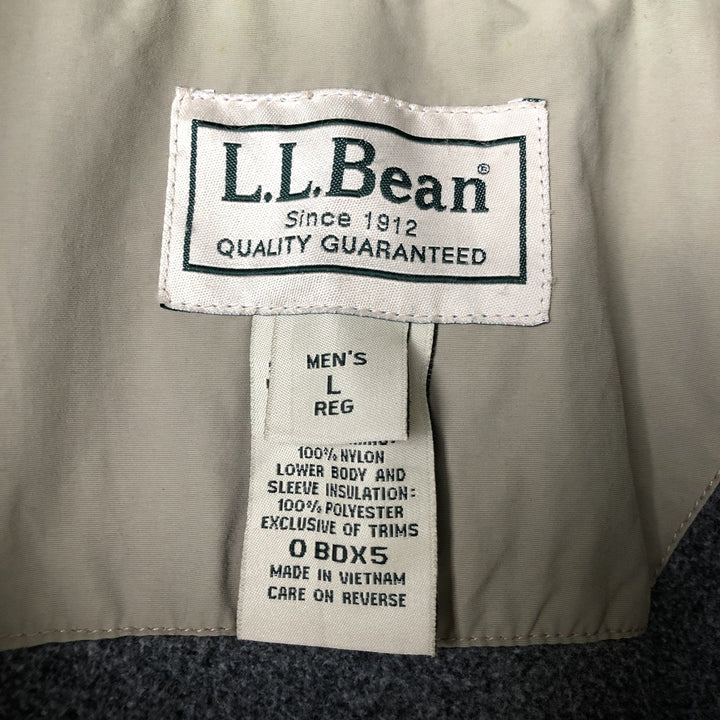 L.L.Bean®
Since 1912
QUALITY GUARANTEED
MEN'S
L
REG
100% NYLON
LOWER BODY AND
SLEEVE INSULATION:
100% POLYESTER
EXCLUSIVE OF TRIMS
0 BDX5
MADE IN VIETNAM
CARE ON REVERSE